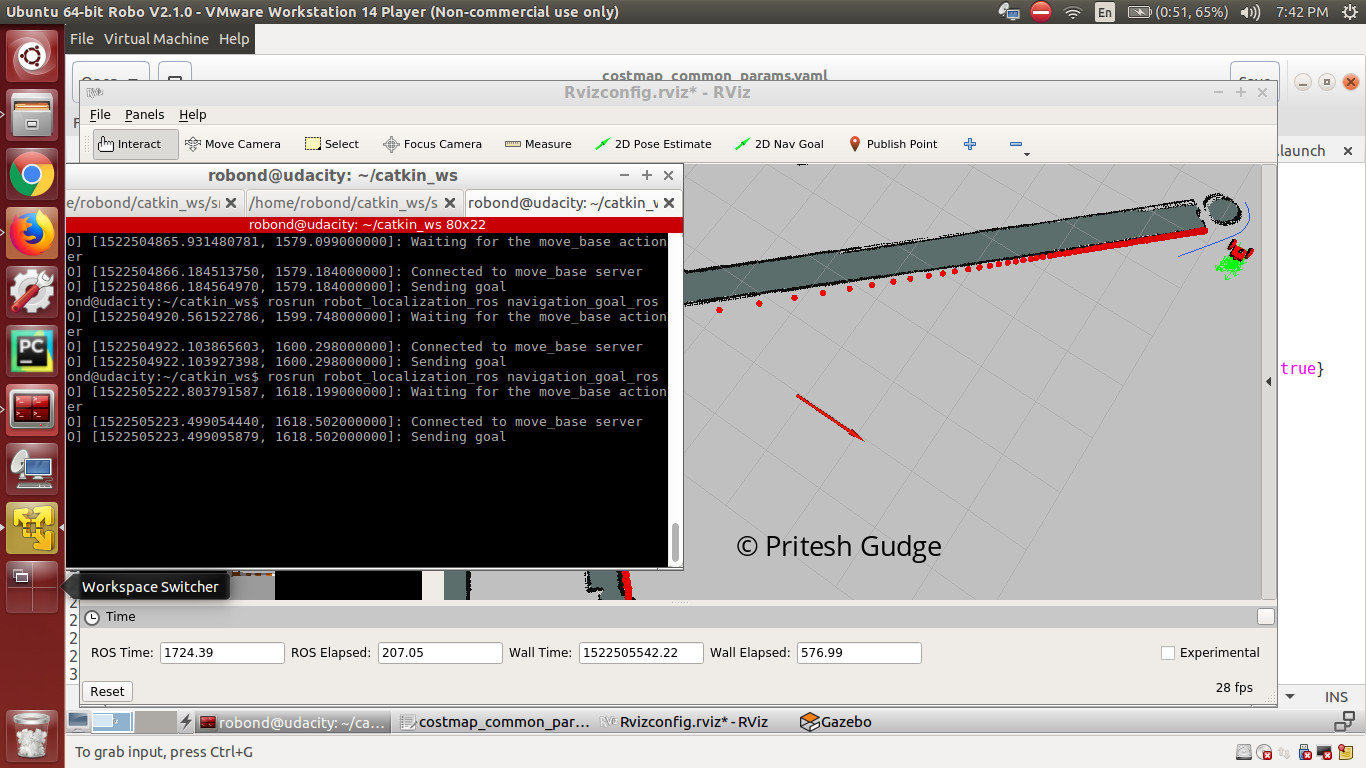 Ubuntu 64-bit Robo V2.1.0 - VMware Workstation 14 Player (Non-commercial use only)
En
(0:51, 65%)
7:42 PM
File Virtual Machine Help
costmap_common_params.yaml
Rvizconfig.rviz* - RViz
File Panels Help
Interact Move Camera Select Focus Camera Measure 2D Pose Estimate 2D Nav Goal Publish Point
.launch
robond@udacity: ~/catkin_ws
e/robond/catkin_ws/s
/home/robond/catkin_ws/s
robond@udacity: ~/catkin_w
robond@udacity: ~/catkin_ws 80x22
O] [1522504865.931480781, 1579.099000000]: Waiting for the move_base action
er
O] [1522504866.184513750, 1579.184000000]: Connected to move_base server
O] [1522504866.184564970, 1579.184000000]: Sending goal
ond@udacity:~/catkin_ws$ rosrun robot_localization_ros navigation_goal_ros
O] [1522504920.561522786, 1599.748000000]: Waiting for the move_base action
er
O] [1522504922.103865603, 1600.298000000]: Connected to move_base server
O] [1522504922.103927398, 1600.298000000]: Sending goal
ond@udacity:~/catkin_ws$ rosrun robot_localization_ros navigation_goal_ros
O] [1522505222.803791587, 1618.199000000]: Waiting for the move_base action
er
O] [1522505223.499054440, 1618.502000000]: Connected to move_base server
O] [1522505223.499095879, 1618.502000000]: Sending goal
true}
© Pritesh Gudge
Workspace Switcher
2
2
2
2
3
Time
ROS Time: 1724.39 ROS Elapsed: 207.05 Wall Time: 1522505542.22 Wall Elapsed: 576.99 Experimental
Reset
28 fps
INS
robond@udacity: ~/ca...
costmap_common_par...
Rvizconfig.rviz* - RViz
Gazebo
To grab input, press Ctrl+G